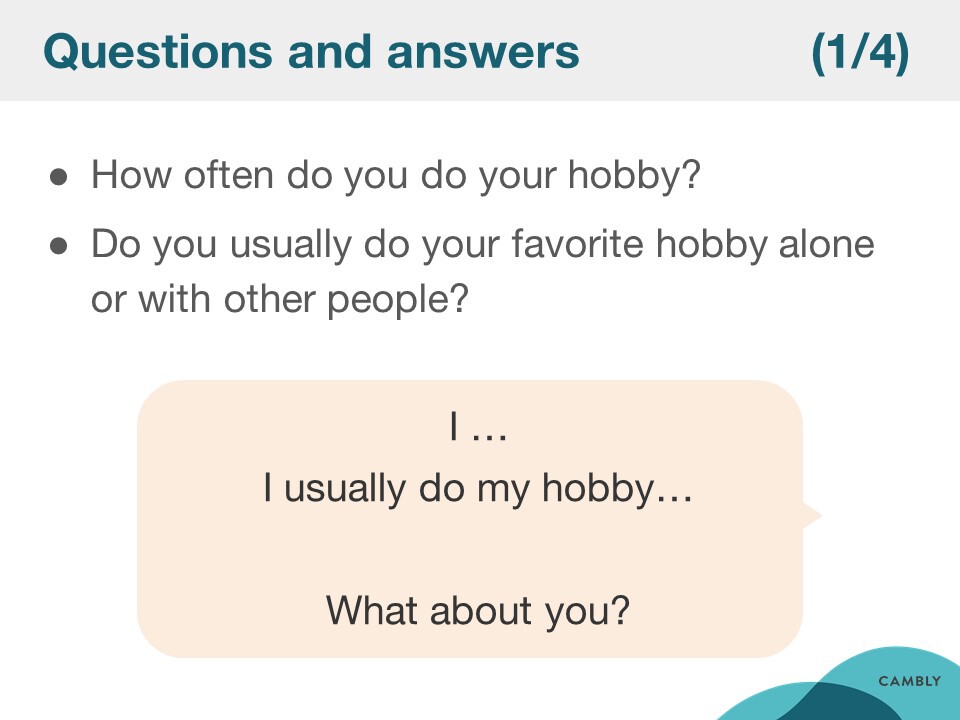 Questions and answers (1/4)
● How often do you do your hobby?
● Do you usually do your favorite hobby alone
or with other people?
I …
I usually do my hobby…
What about you?
CAMBLY